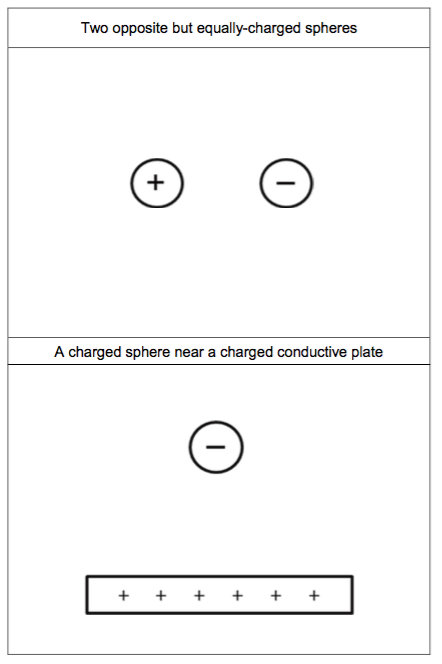 Two opposite but equally-charged spheres
+ −
A charged sphere near a charged conductive plate
−
+ + + + + +